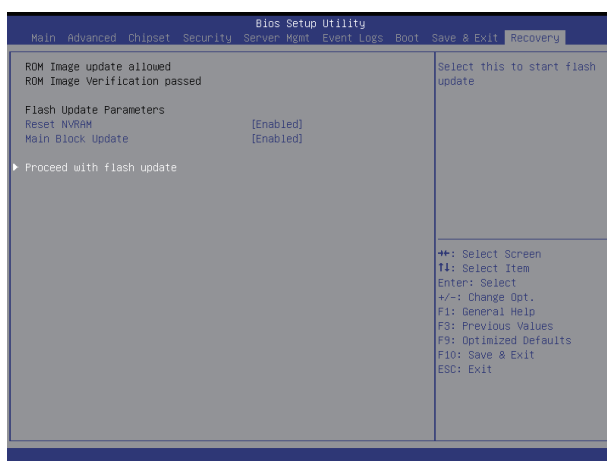 Bios Setup Utility
Main Advanced Chipset Security Server Mgmt Event Logs Boot Save & Exit Recovery
ROM Image update allowed
ROM Image Verification passed
Flash Update Parameters
Reset NVRAM [Enabled]
Main Block Update [Enabled]
► Proceed with flash update
Select this to start flash
update
→←: Select Screen
↑↓: Select Item
Enter: Select
+/-: Change Opt.
F1: General Help
F3: Previous Values
F9: Optimized Defaults
F10: Save & Exit
ESC: Exit